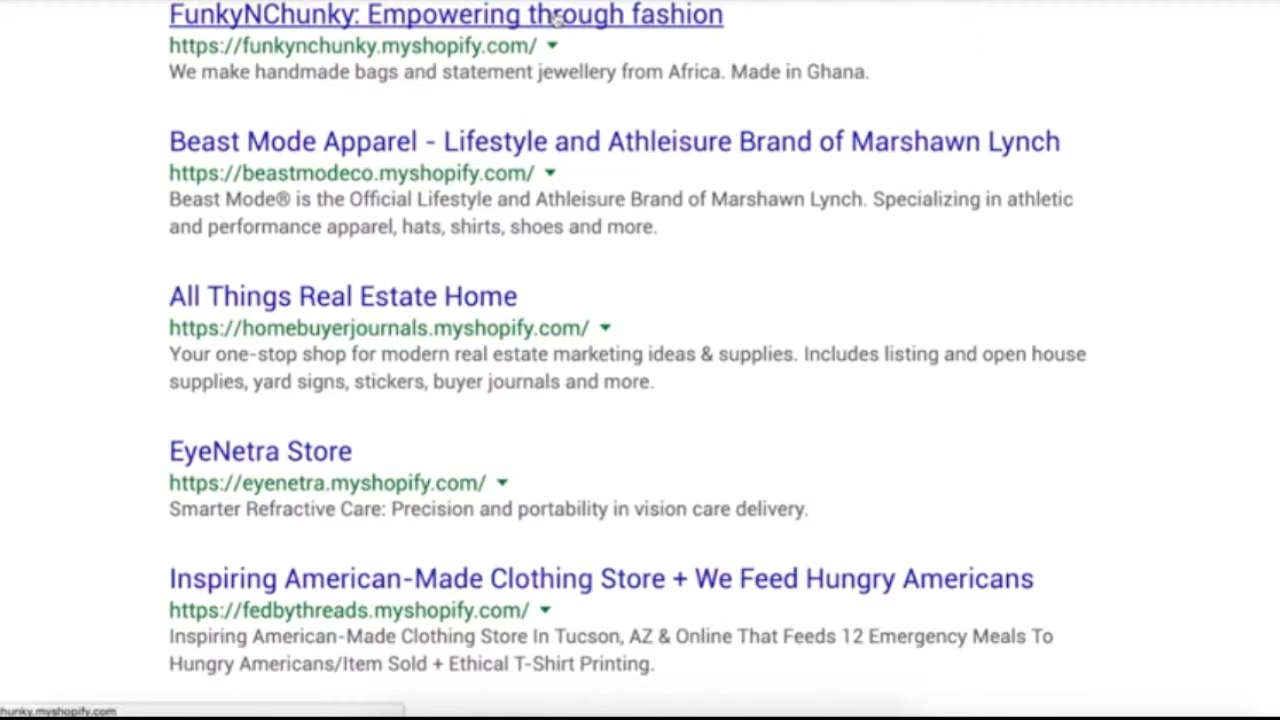 FunkyNChunky: Empowering through fashion
https://funkynchunky.myshopify.com/
We make handmade bags and statement jewellery from Africa. Made in Ghana.
Beast Mode Apparel - Lifestyle and Athleisure Brand of Marshawn Lynch
https://beastmodeco.myshopify.com/
Beast Mode® is the Official Lifestyle and Athleisure Brand of Marshawn Lynch. Specializing in athletic
and performance apparel, hats, shirts, shoes and more.
All Things Real Estate Home
https://homebuyerjournals.myshopify.com/
Your one-stop shop for modern real estate marketing ideas & supplies. Includes listing and open house
supplies, yard signs, stickers, buyer journals and more.
EyeNetra Store
https://eyenetra.myshopify.com/
Smarter Refractive Care: Precision and portability in vision care delivery.
Inspiring American-Made Clothing Store + We Feed Hungry Americans
https://fedbythreads.myshopify.com/
Inspiring American-Made Clothing Store In Tucson, AZ & Online That Feeds 12 Emergency Meals To
Hungry Americans/Item Sold + Ethical T-Shirt Printing.
hunky.myshopify.com